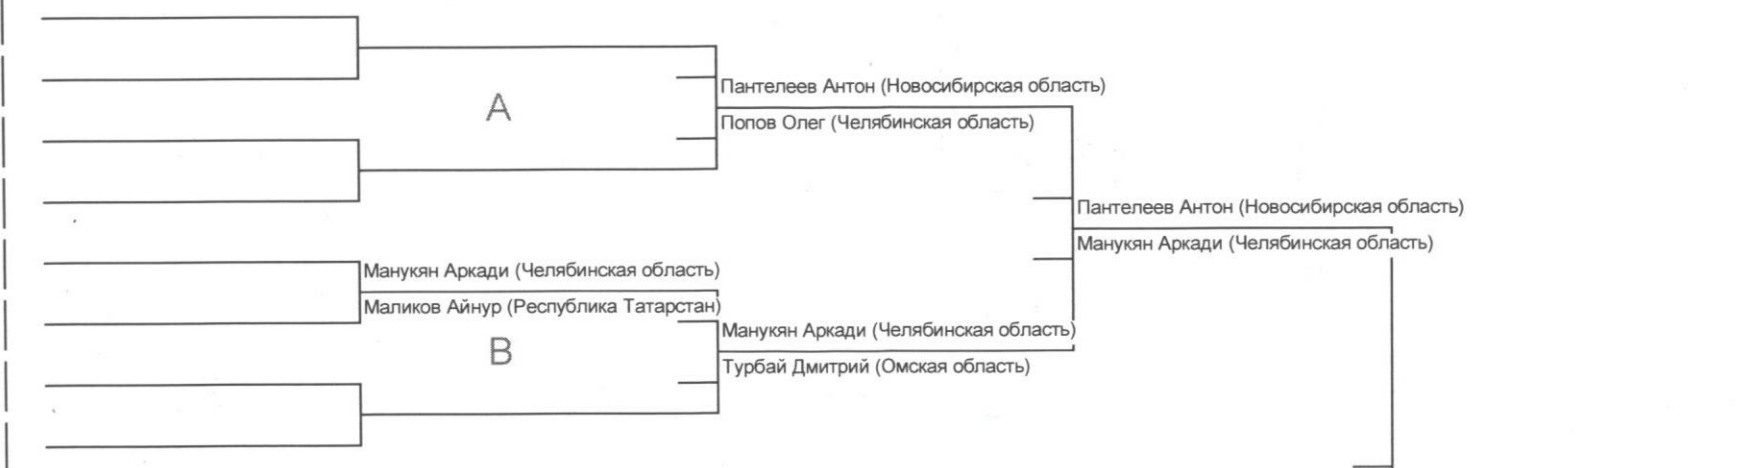 A
Пантелеев Антон (Новосибирская область)
Попов Олег (Челябинская область)
Пантелеев Антон (Новосибирская область)
Манукян Аркади (Челябинская область)
Манукян Аркади (Челябинская область)
Маликов Айнур (Республика Татарстан)
B
Манукян Аркади (Челябинская область)
Турбай Дмитрий (Омская область)